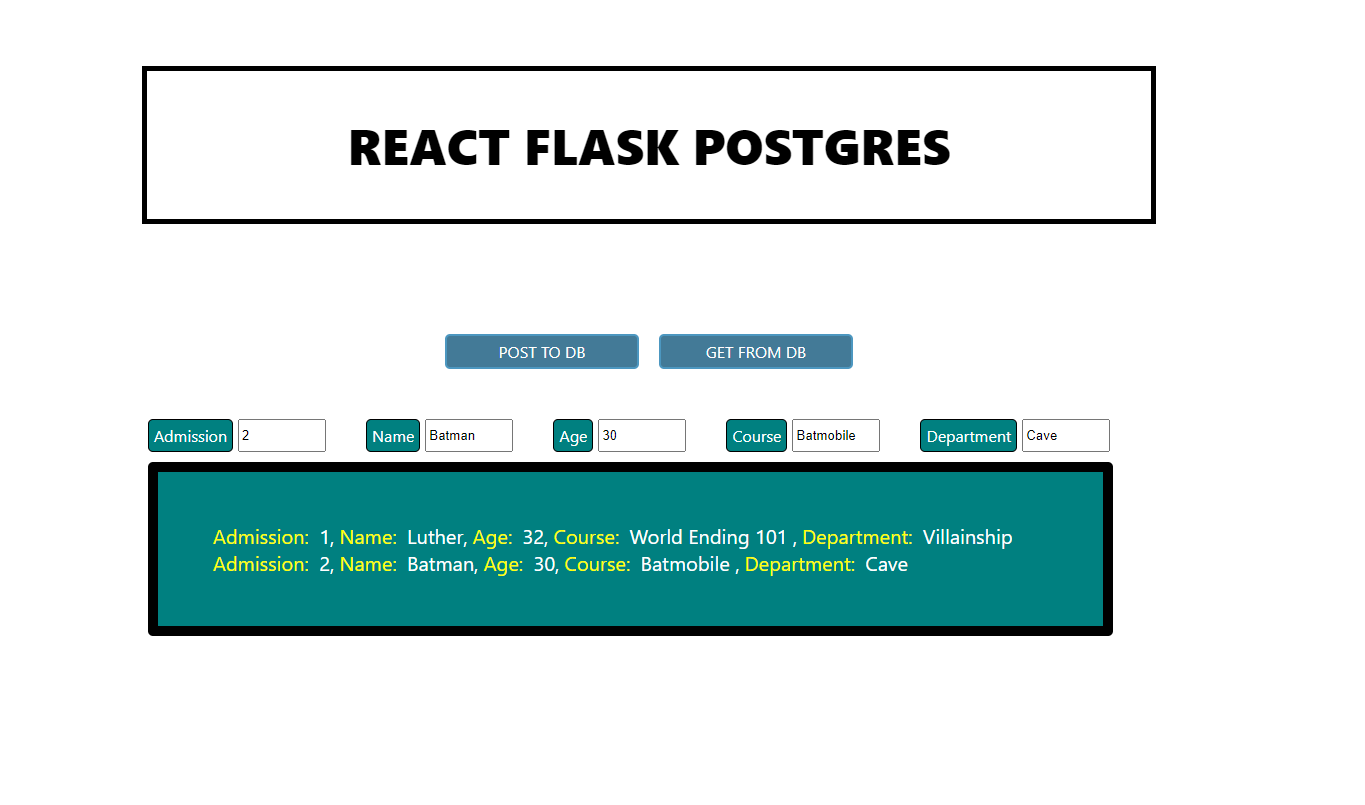 REACT FLASK POSTGRES
POST TO DB GET FROM DB
Admission 2 Name Batman Age 30 Course Batmobile Department Cave
Admission: 1, Name: Luther, Age: 32, Course: World Ending 101 , Department: Villainship
Admission: 2, Name: Batman, Age: 30, Course: Batmobile , Department: Cave